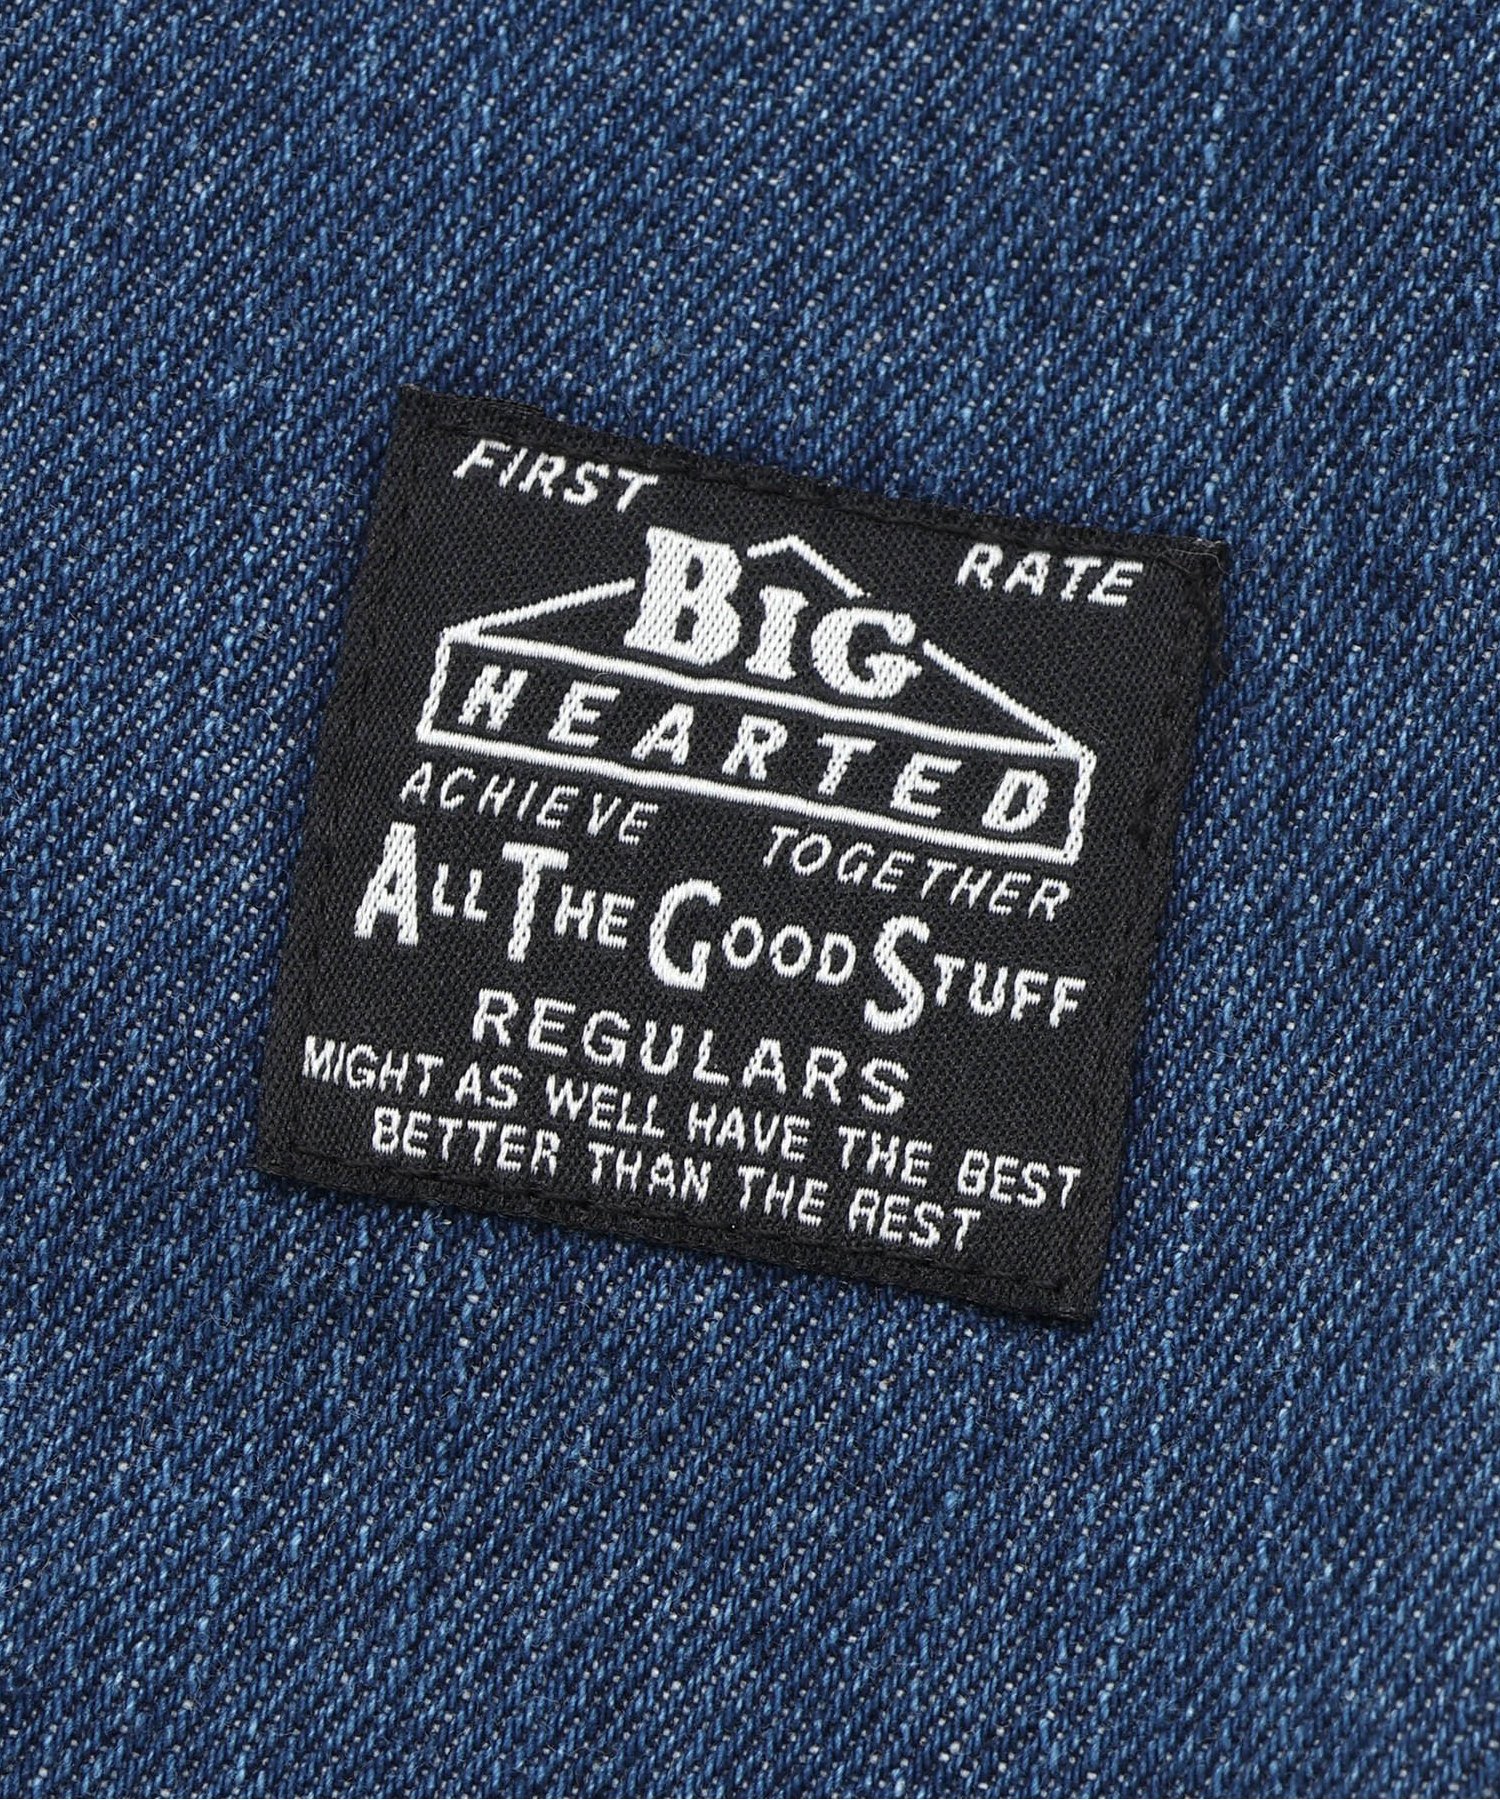 FIRST RATE
BIG
HEARTED
ACHIEVE TOGETHER
ALL THE GOOD STUFF
REGULARS
MIGHT AS WELL HAVE THE BEST
BETTER THAN THE REST